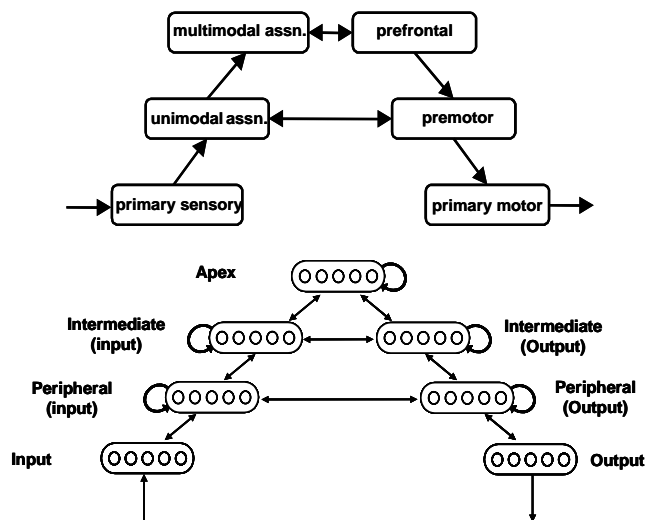 multimodal assn.
prefrontal
unimodal assn.
premotor
primary sensory
primary motor
Apex
Intermediate
(input)
Intermediate
(Output)
Peripheral
(input)
Peripheral
(Output)
Input
Output